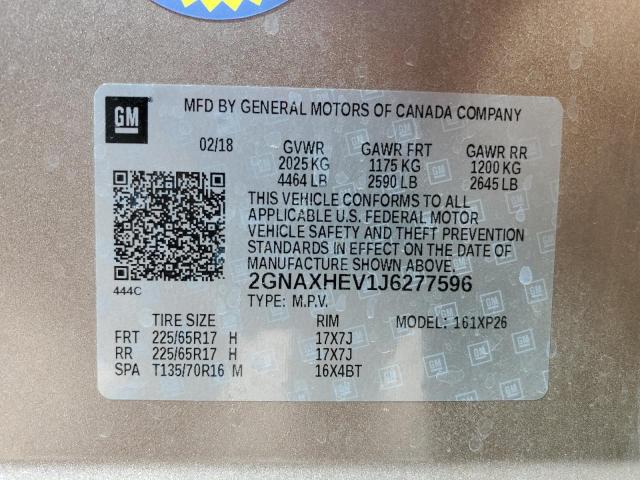 GM
MFD BY GENERAL MOTORS OF CANADA COMPANY
02/18 GVWR GAWR FRT GAWR RR
2025 KG 1175 KG 1200 KG
4464 LB 2590 LB 2645 LB
THIS VEHICLE CONFORMS TO ALL
APPLICABLE U.S. FEDERAL MOTOR
VEHICLE SAFETY AND THEFT PREVENTION
STANDARDS IN EFFECT ON THE DATE OF
MANUFACTURE SHOWN ABOVE.
444C 2GNAXHEV1J6277596
TYPE: M.P.V.
TIRE SIZE RIM MODEL: 161XP26
FRT 225/65R17 H 17X7J
RR 225/65R17 H 17X7J
SPA T135/70R16 M 16X4BT